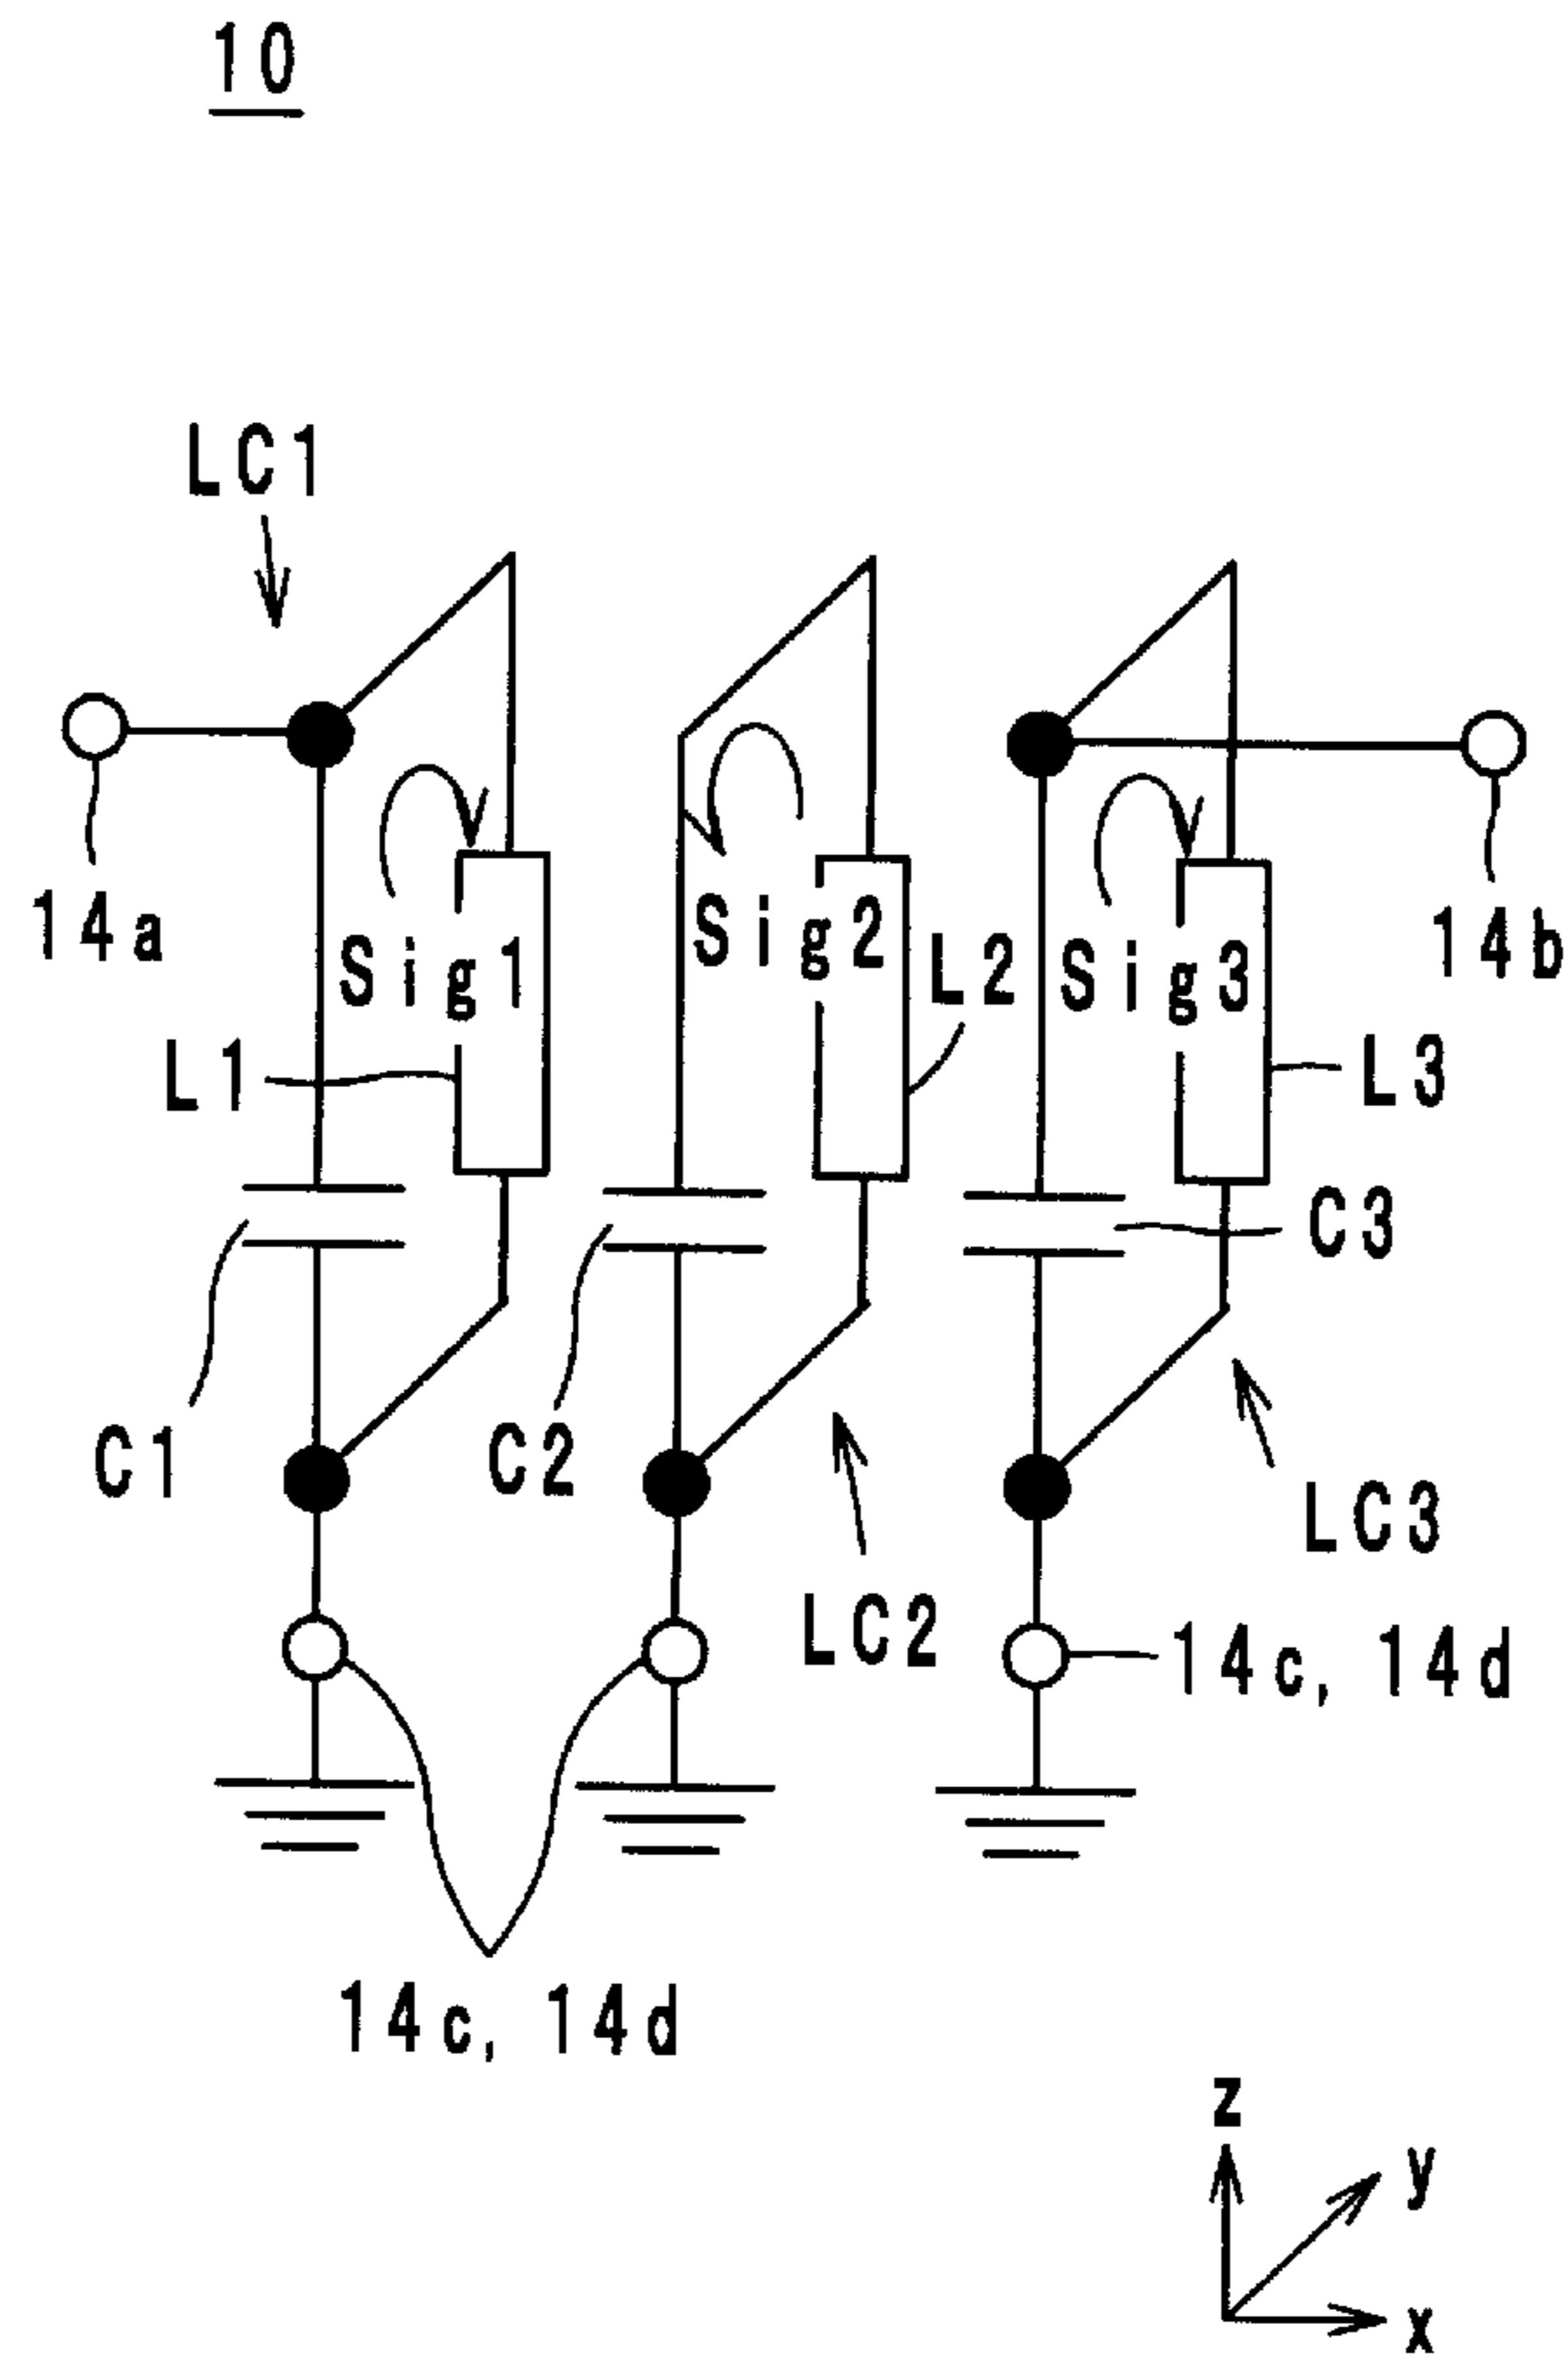 10
LC1
14a
Sig1
Sig2
L2
Sig3
14b
L1
L3
C3
C1
C2
LC3
LC2
14c, 14d
14c, 14d
z
y
x